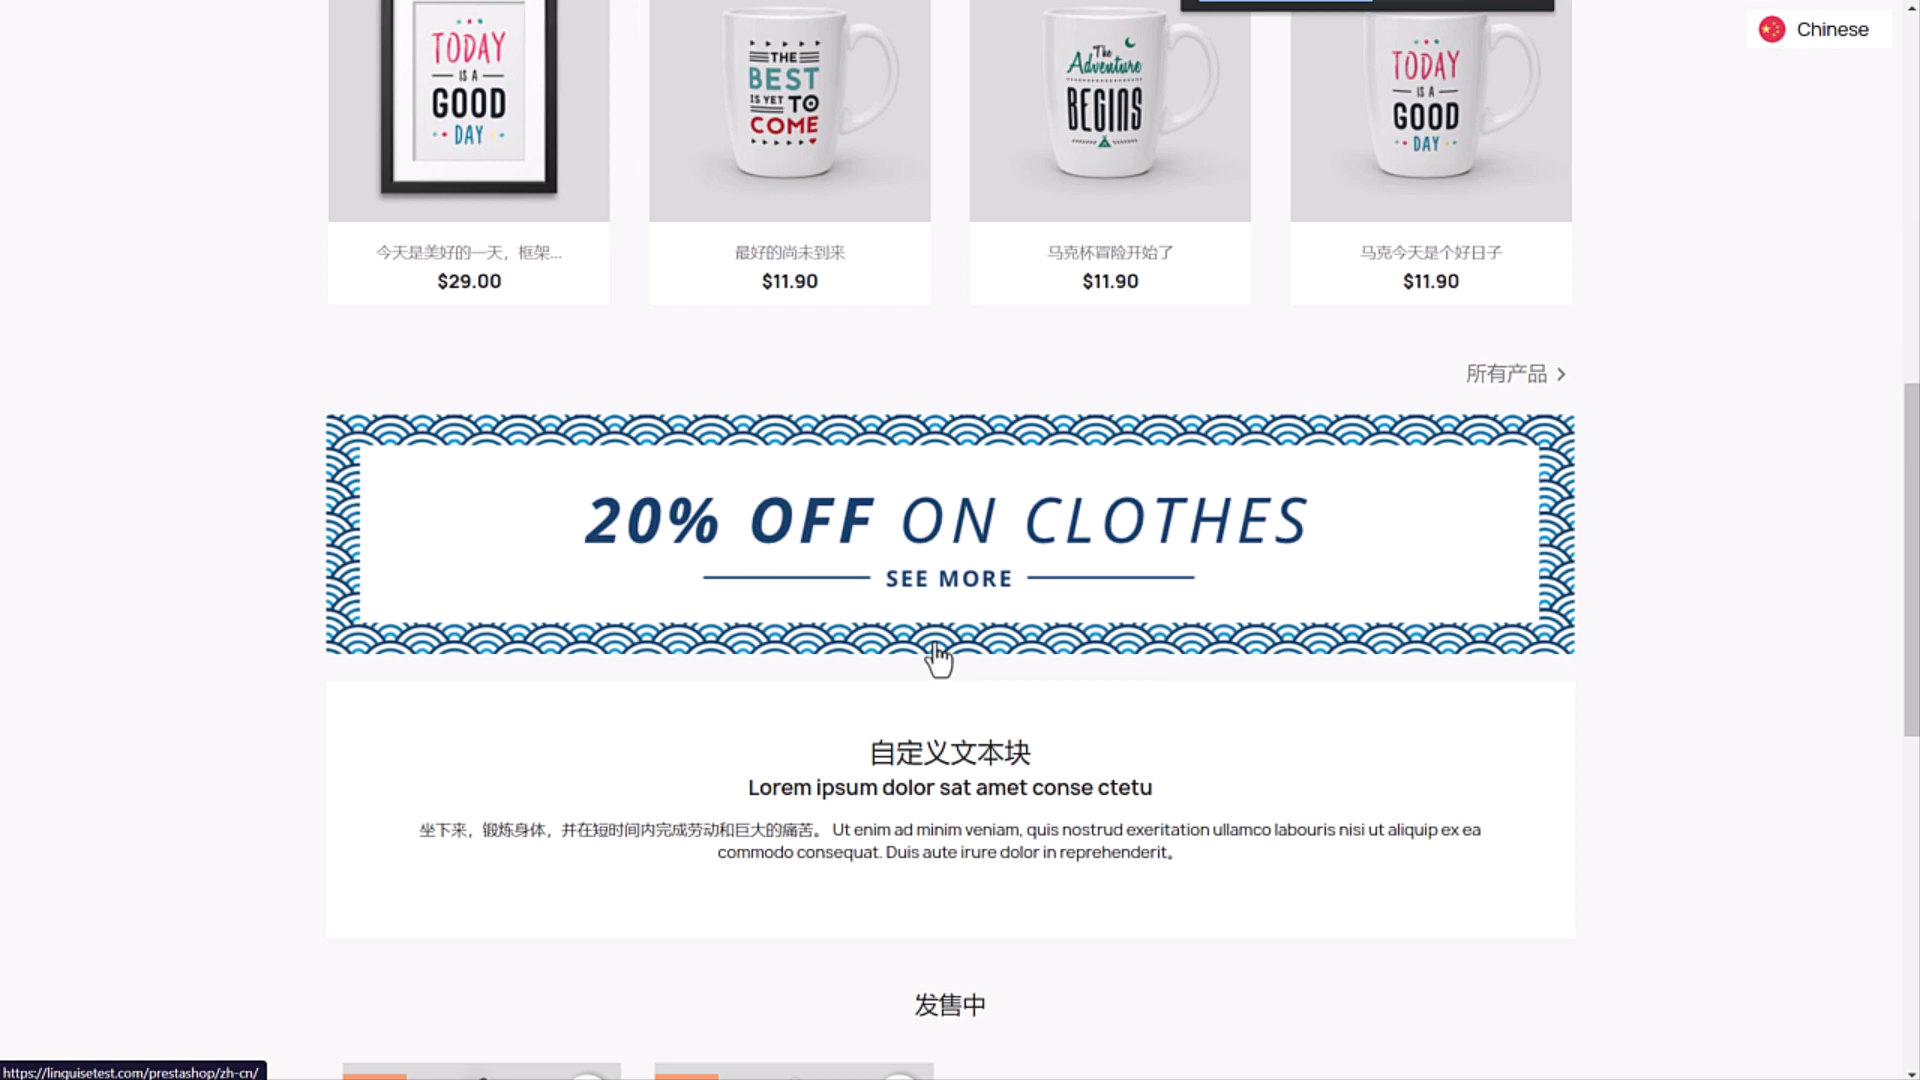 Chinese
TODAY
IS A
GOOD
DAY
THE
BEST
IS YET TO
COME
The
Adventure
BEGINS
TODAY
IS A
GOOD
DAY
今天是美好的一天，框架...
$29.00
最好的尚未到来
$11.90
马克杯冒险开始了
$11.90
马克今天是个好日子
$11.90
所有产品
20% OFF ON CLOTHES
SEE MORE
自定义文本块
Lorem ipsum dolor sat amet conse ctetu
坐下来，锻炼身体，并在短时间内完成劳动和巨大的痛苦。 Ut enim ad minim veniam, quis nostrud exeritation ullamco labouris nisi ut aliquip ex ea
commodo consequat. Duis aute irure dolor in reprehenderit。
发售中
https://linguisetest.com/prestashop/zh-cn/